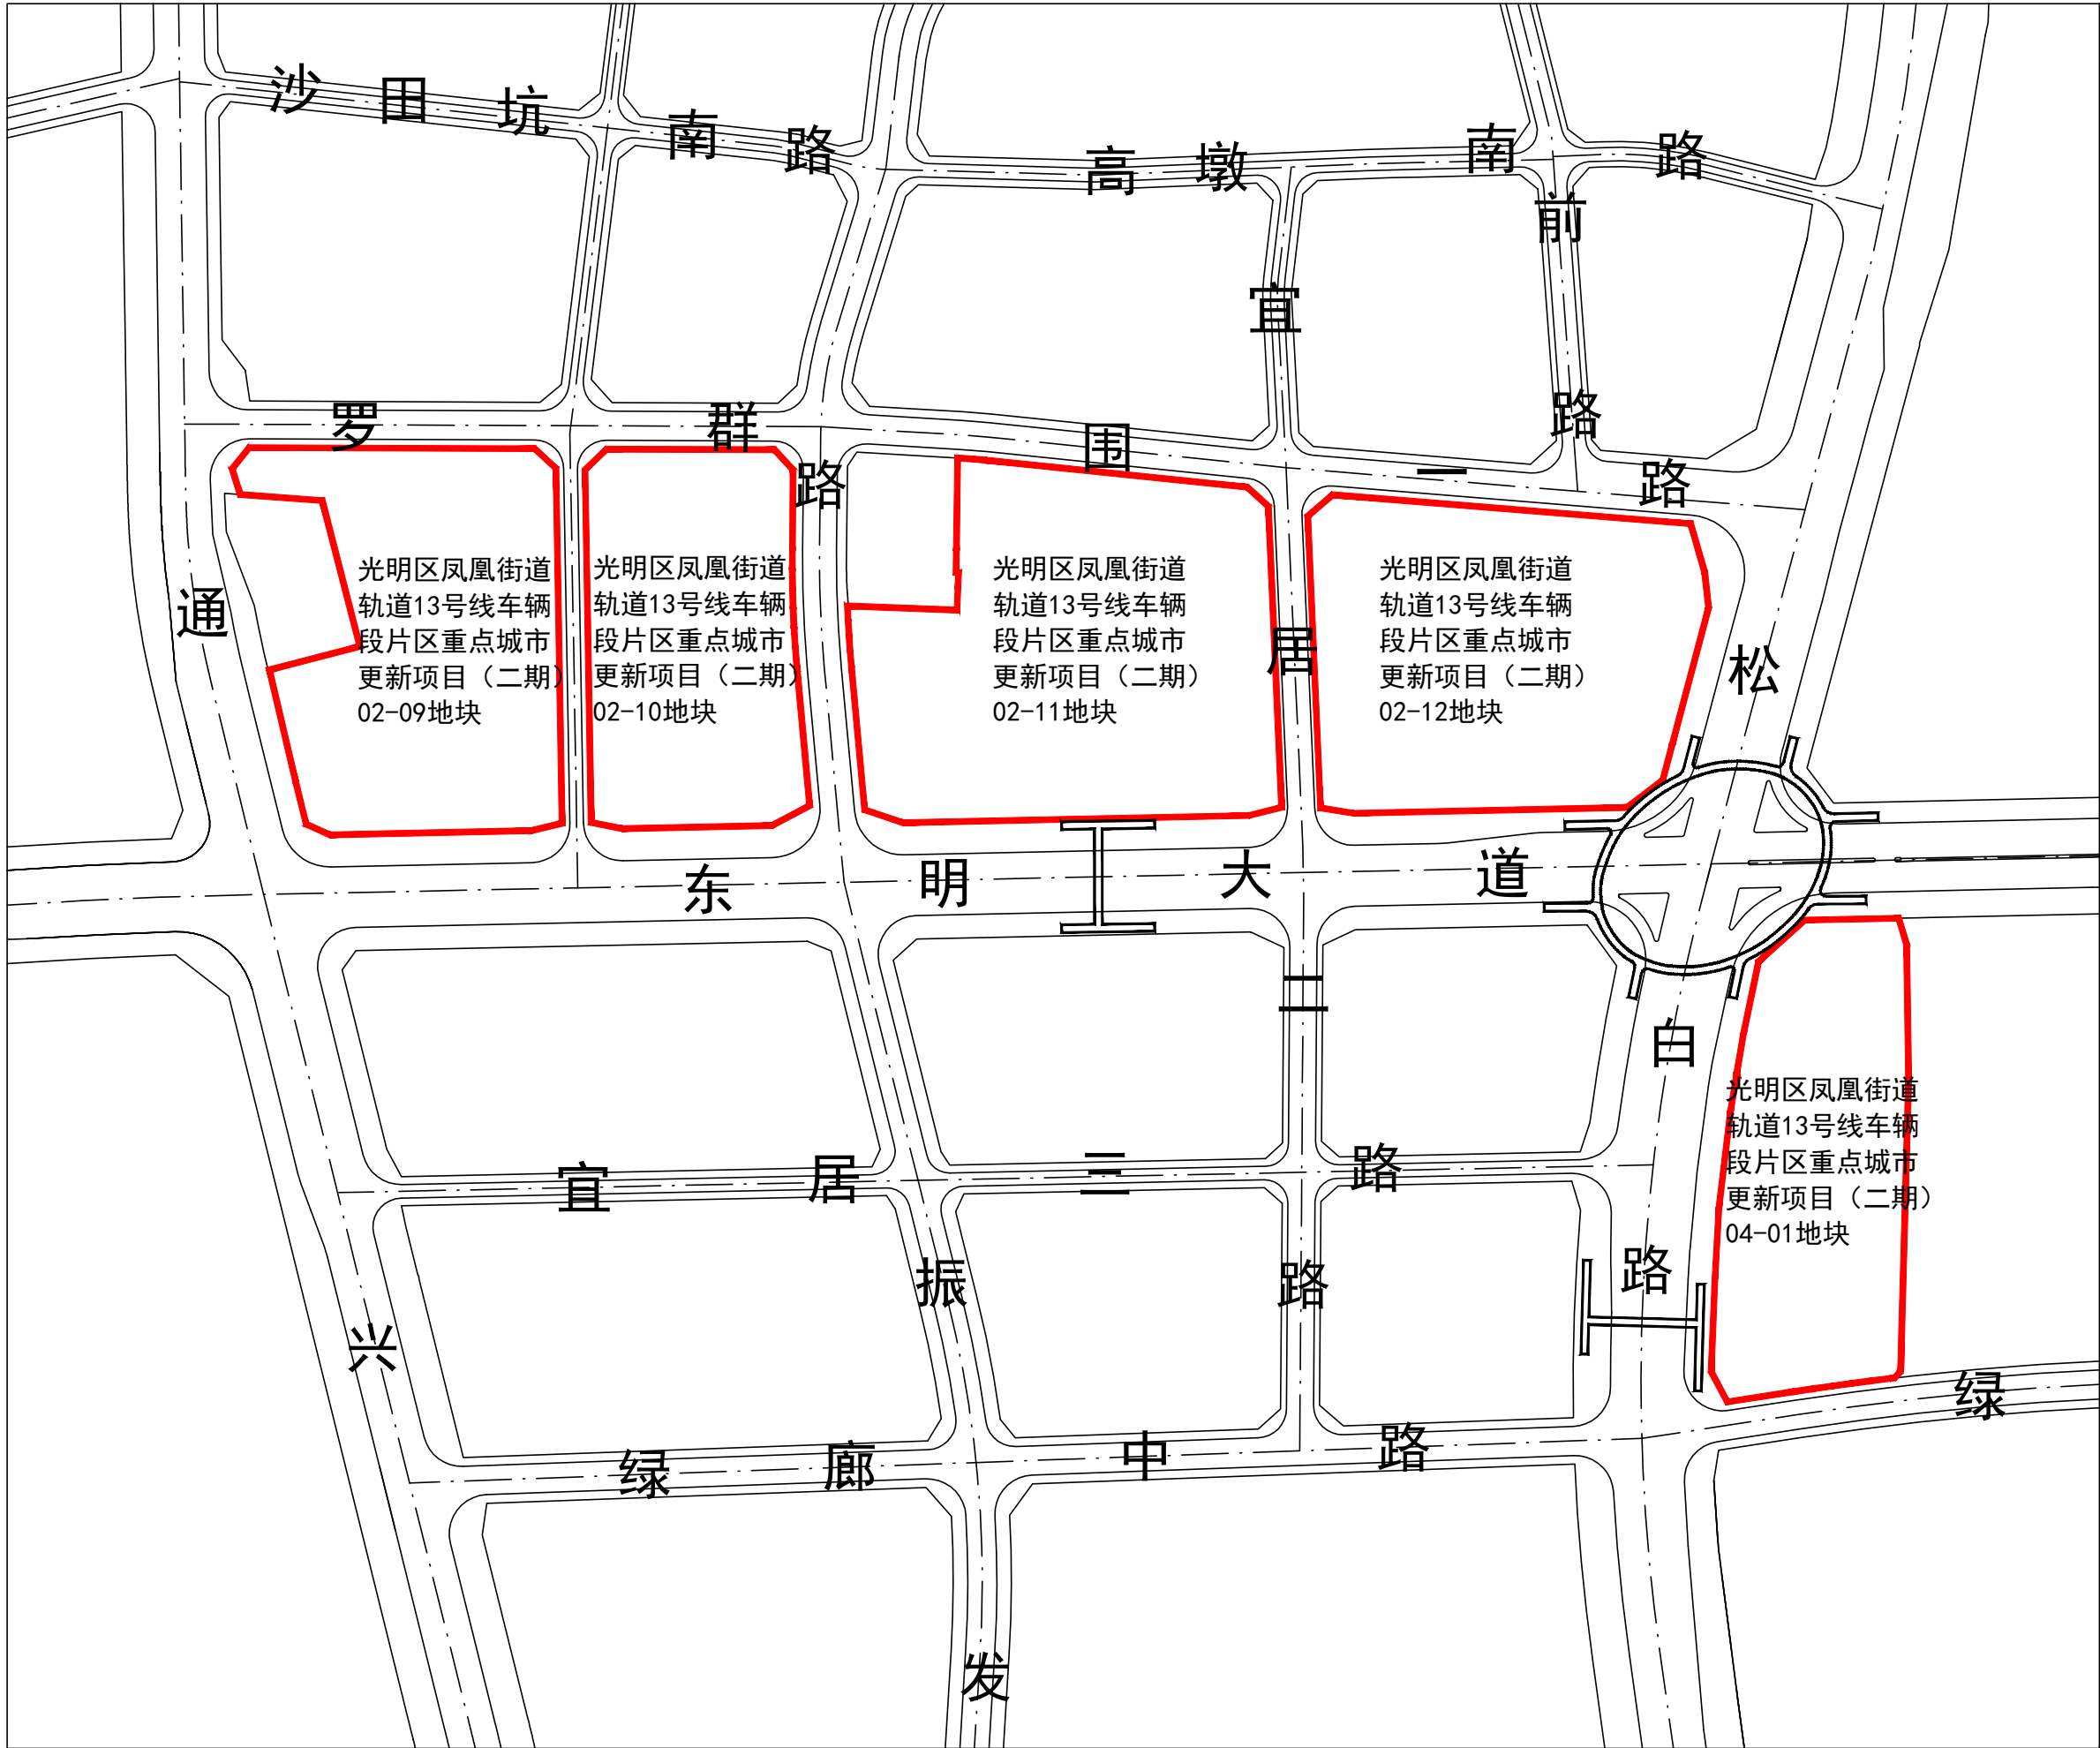 沙田坑南路
高墩南路
前路
罗群路
围一路
宜居二路
通兴
松白路
光明区凤凰街道
轨道13号线车辆
段片区重点城市
更新项目（二期）
02-09地块
光明区凤凰街道
轨道13号线车辆
段片区重点城市
更新项目（二期）
02-10地块
光明区凤凰街道
轨道13号线车辆
段片区重点城市
更新项目（二期）
02-11地块
光明区凤凰街道
轨道13号线车辆
段片区重点城市
更新项目（二期）
02-12地块
东明大道
光明区凤凰街道
轨道13号线车辆
段片区重点城市
更新项目（二期）
04-01地块
宜居三路
振发
绿廊中路
绿